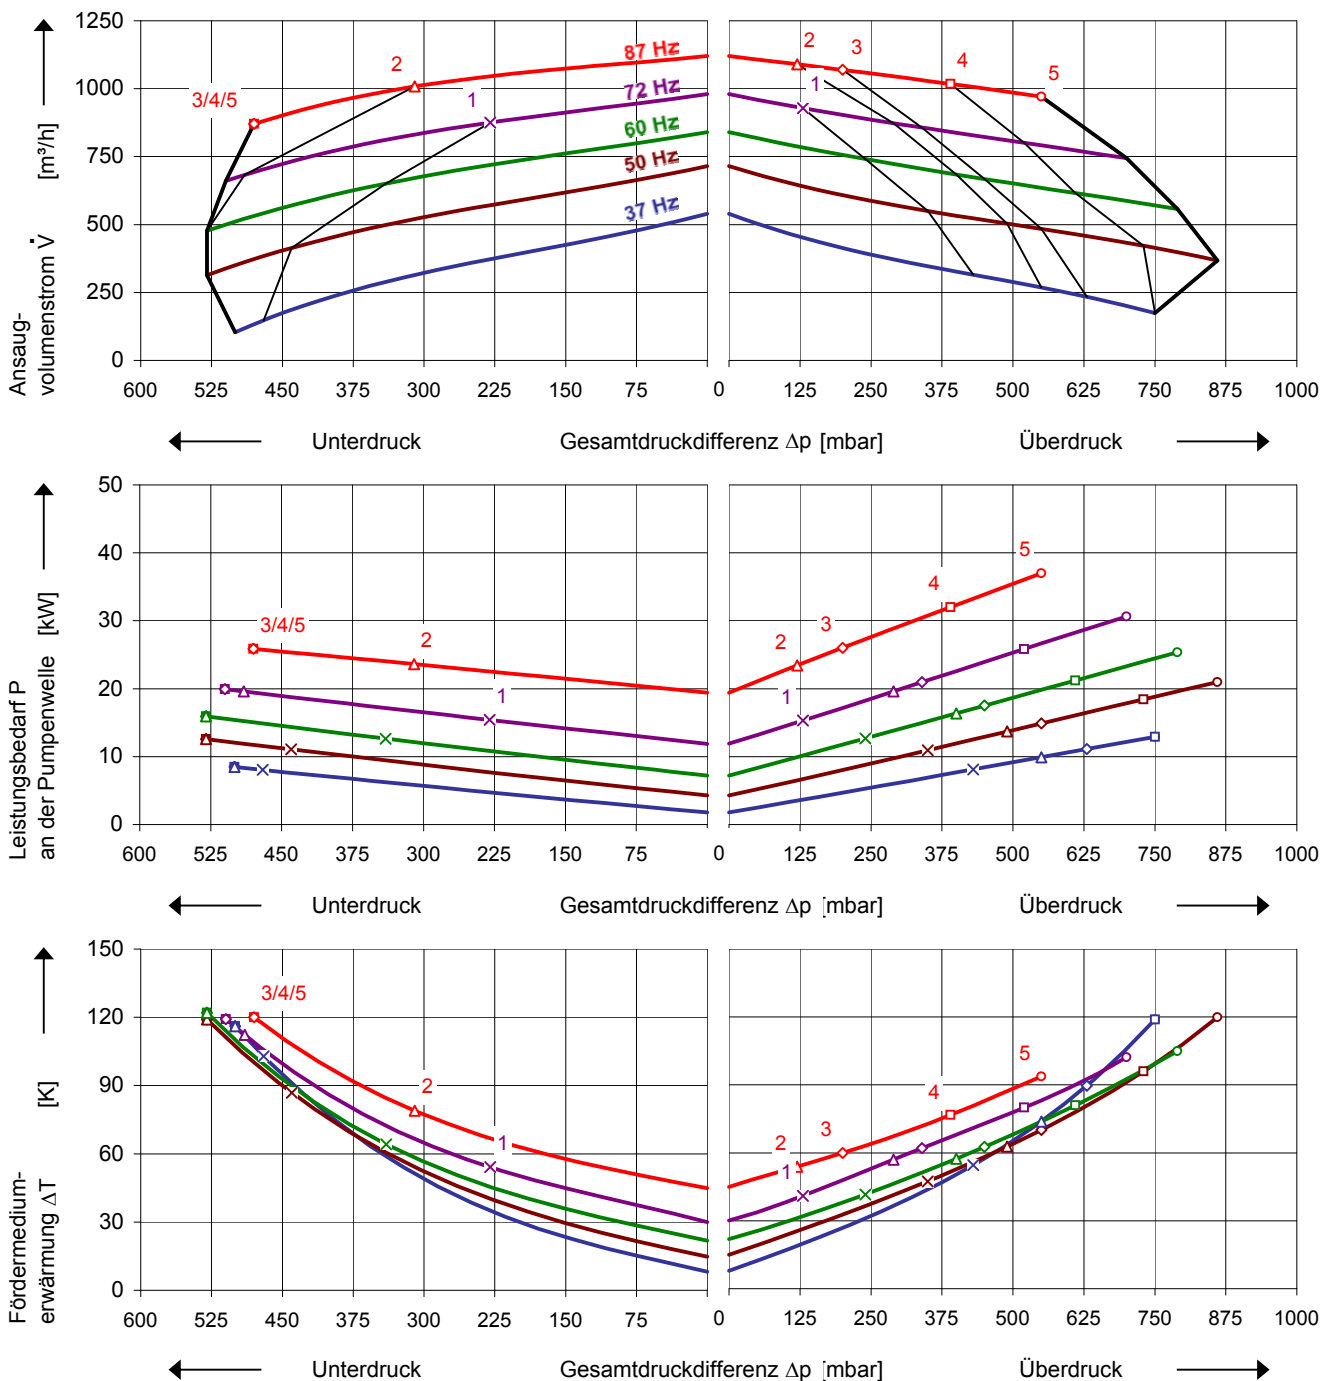 1250
1000
750
500
250
0
Ansaug-
volumenstrom V̇ [m³/h]
3/4/5
2
1
87 Hz
72 Hz
60 Hz
50 Hz
37 Hz
2
3
1
4
5
600 525 450 375 300 225 150 75 0 125 250 375 500 625 750 875 1000
Unterdruck Gesamtdruckdifferenz Δp [mbar] Überdruck
50
40
30
20
10
0
Leistungsbedarf P
an der Pumpenwelle [kW]
3/4/5
2
1
1
2
3
4
5
600 525 450 375 300 225 150 75 0 125 250 375 500 625 750 875 1000
Unterdruck Gesamtdruckdifferenz Δp [mbar] Überdruck
150
120
90
60
30
0
Fördermedium-
erwärmung ΔT [K]
3/4/5
2
1
2
1
3
4
5
600 525 450 375 300 225 150 75 0 125 250 375 500 625 750 875 1000
Unterdruck Gesamtdruckdifferenz Δp [mbar] Überdruck